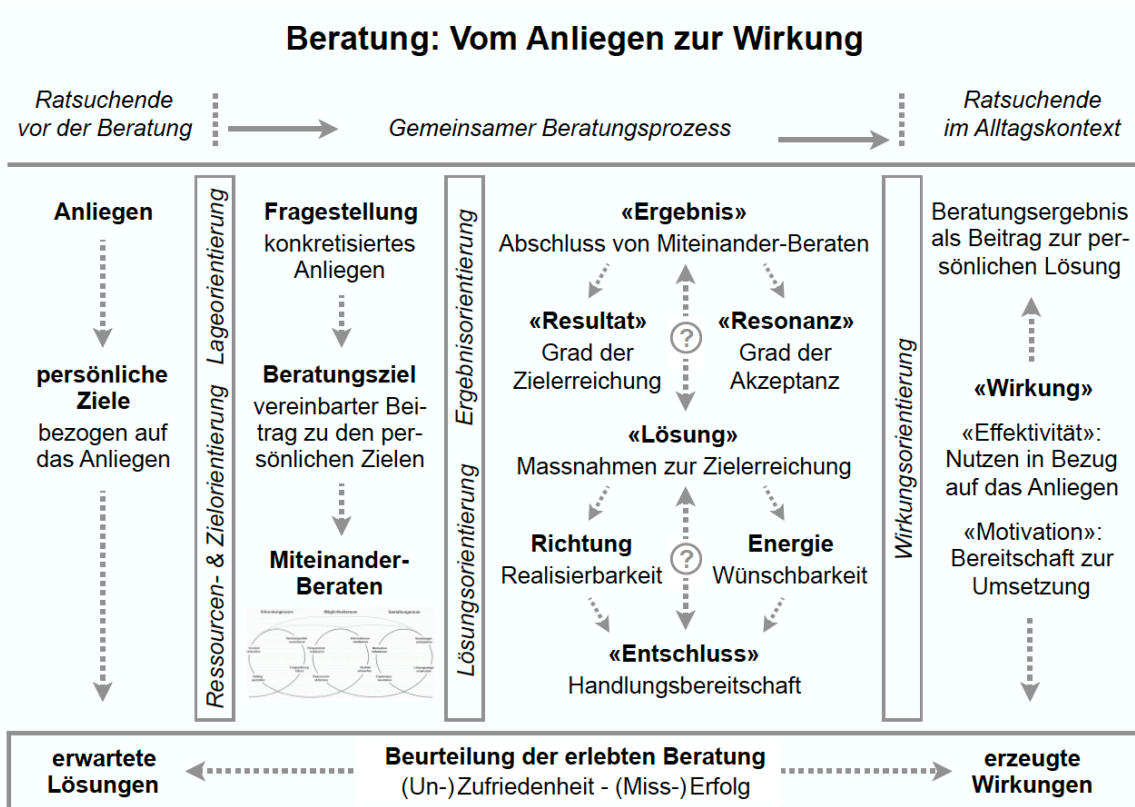 Beratung: Vom Anliegen zur Wirkung
Ratsuchende
vor der Beratung
Gemeinsamer Beratungsprozess
Ratsuchende
im Alltagskontext
Anliegen
persönliche
Ziele
bezogen auf
das Anliegen
Ressourcen- & Zielorientierung Lageorientierung
Fragestellung
konkretisiertes
Anliegen
Beratungsziel
vereinbarter Bei-
trag zu den per-
sönlichen Zielen
Miteinander-
Beraten
Lösungsorientierung Ergebnisorientierung
«Ergebnis»
Abschluss von Miteinander-Beraten
«Resultat»
Grad der
Zielerreichung
?
«Resonanz»
Grad der
Akzeptanz
«Lösung»
Massnahmen zur Zielerreichung
Richtung
Realisierbarkeit
?
Energie
Wünschbarkeit
«Entschluss»
Handlungsbereitschaft
Wirkungsorientierung
Beratungsergebnis
als Beitrag zur per-
sönlichen Lösung
«Wirkung»
«Effektivität»:
Nutzen in Bezug
auf das Anliegen
«Motivation»:
Bereitschaft zur
Umsetzung
erwartete
Lösungen
Beurteilung der erlebten Beratung
(Un-)Zufriedenheit - (Miss-)Erfolg
erzeugte
Wirkungen